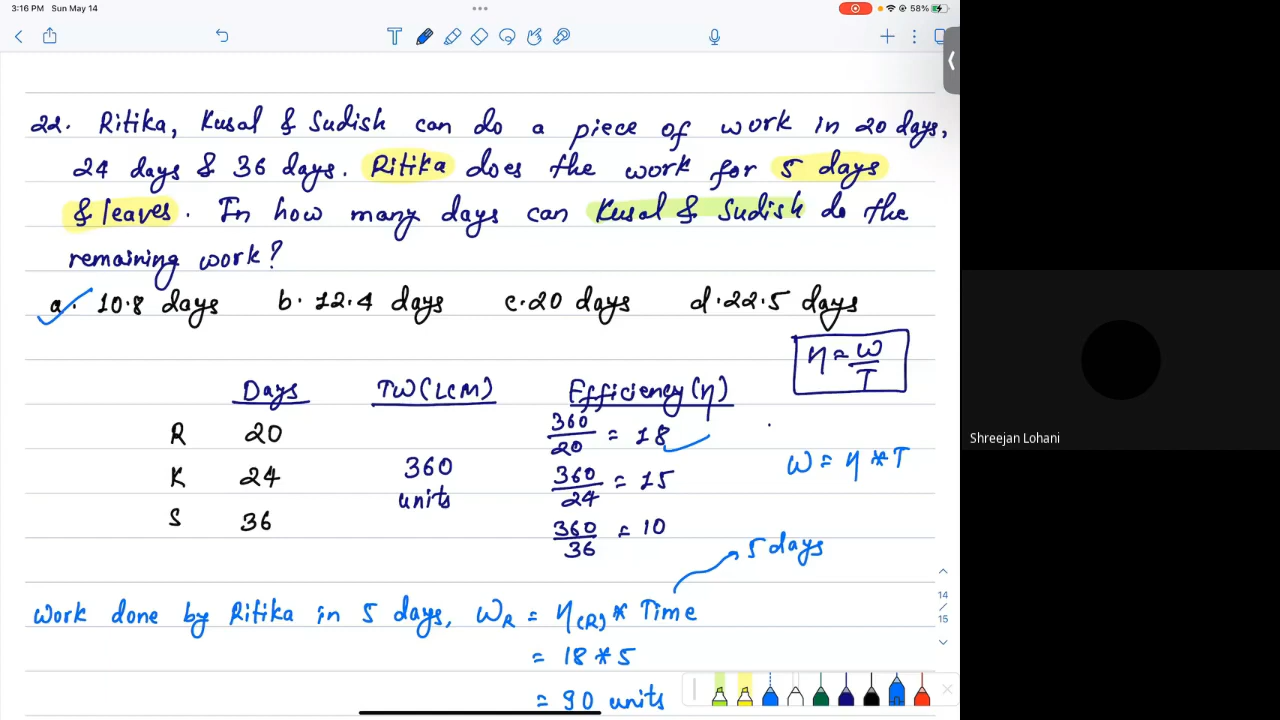 3:16 PM Sun May 14
58%
22. Ritika, Kusal & Sudish can do a piece of work in 20 days,
24 days & 36 days. Ritika does the work for 5 days
& leaves. In how many days can Kusal & Sudish do the
remaining work?
a. 10.8 days b. 12.4 days c. 20 days d. 22.5 days
η = W/T
Days TW(LCM) Efficiency(η)
R 20 360/20 = 18
W = η * T
K 24 360 units 360/24 = 15
S 36 360/36 = 10
5 days
Work done by Ritika in 5 days, WR = η(R) * Time
= 18 * 5
= 90 units
14
/
15
Shreejan Lohani